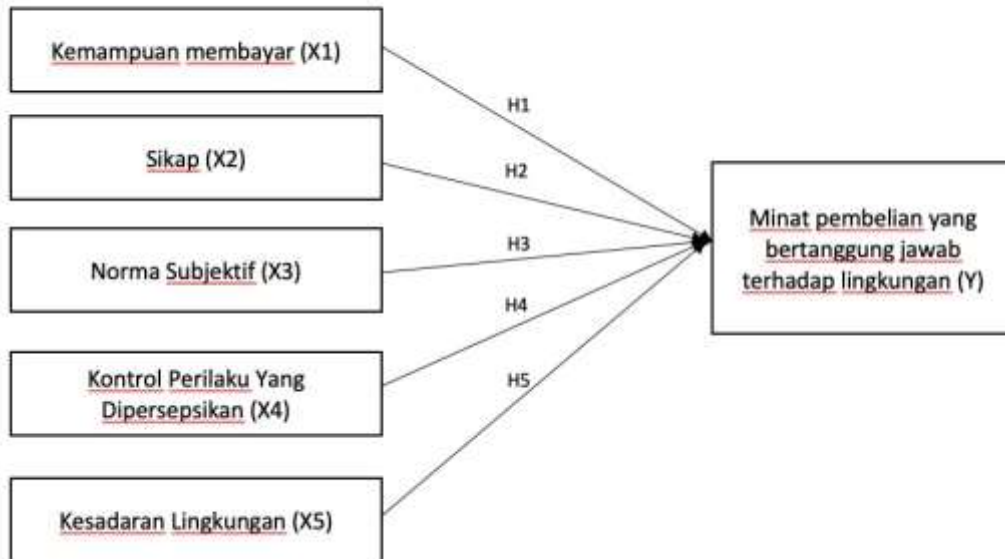 Kemampuan membayar (X1)
H1
Sikap (X2)
H2
Norma Subjektif (X3)
H3
Minat pembelian yang
bertanggung jawab
terhadap lingkungan (Y)
H4
Kontrol Perilaku Yang
Dipersepsikan (X4)
H5
Kesadaran Lingkungan (X5)